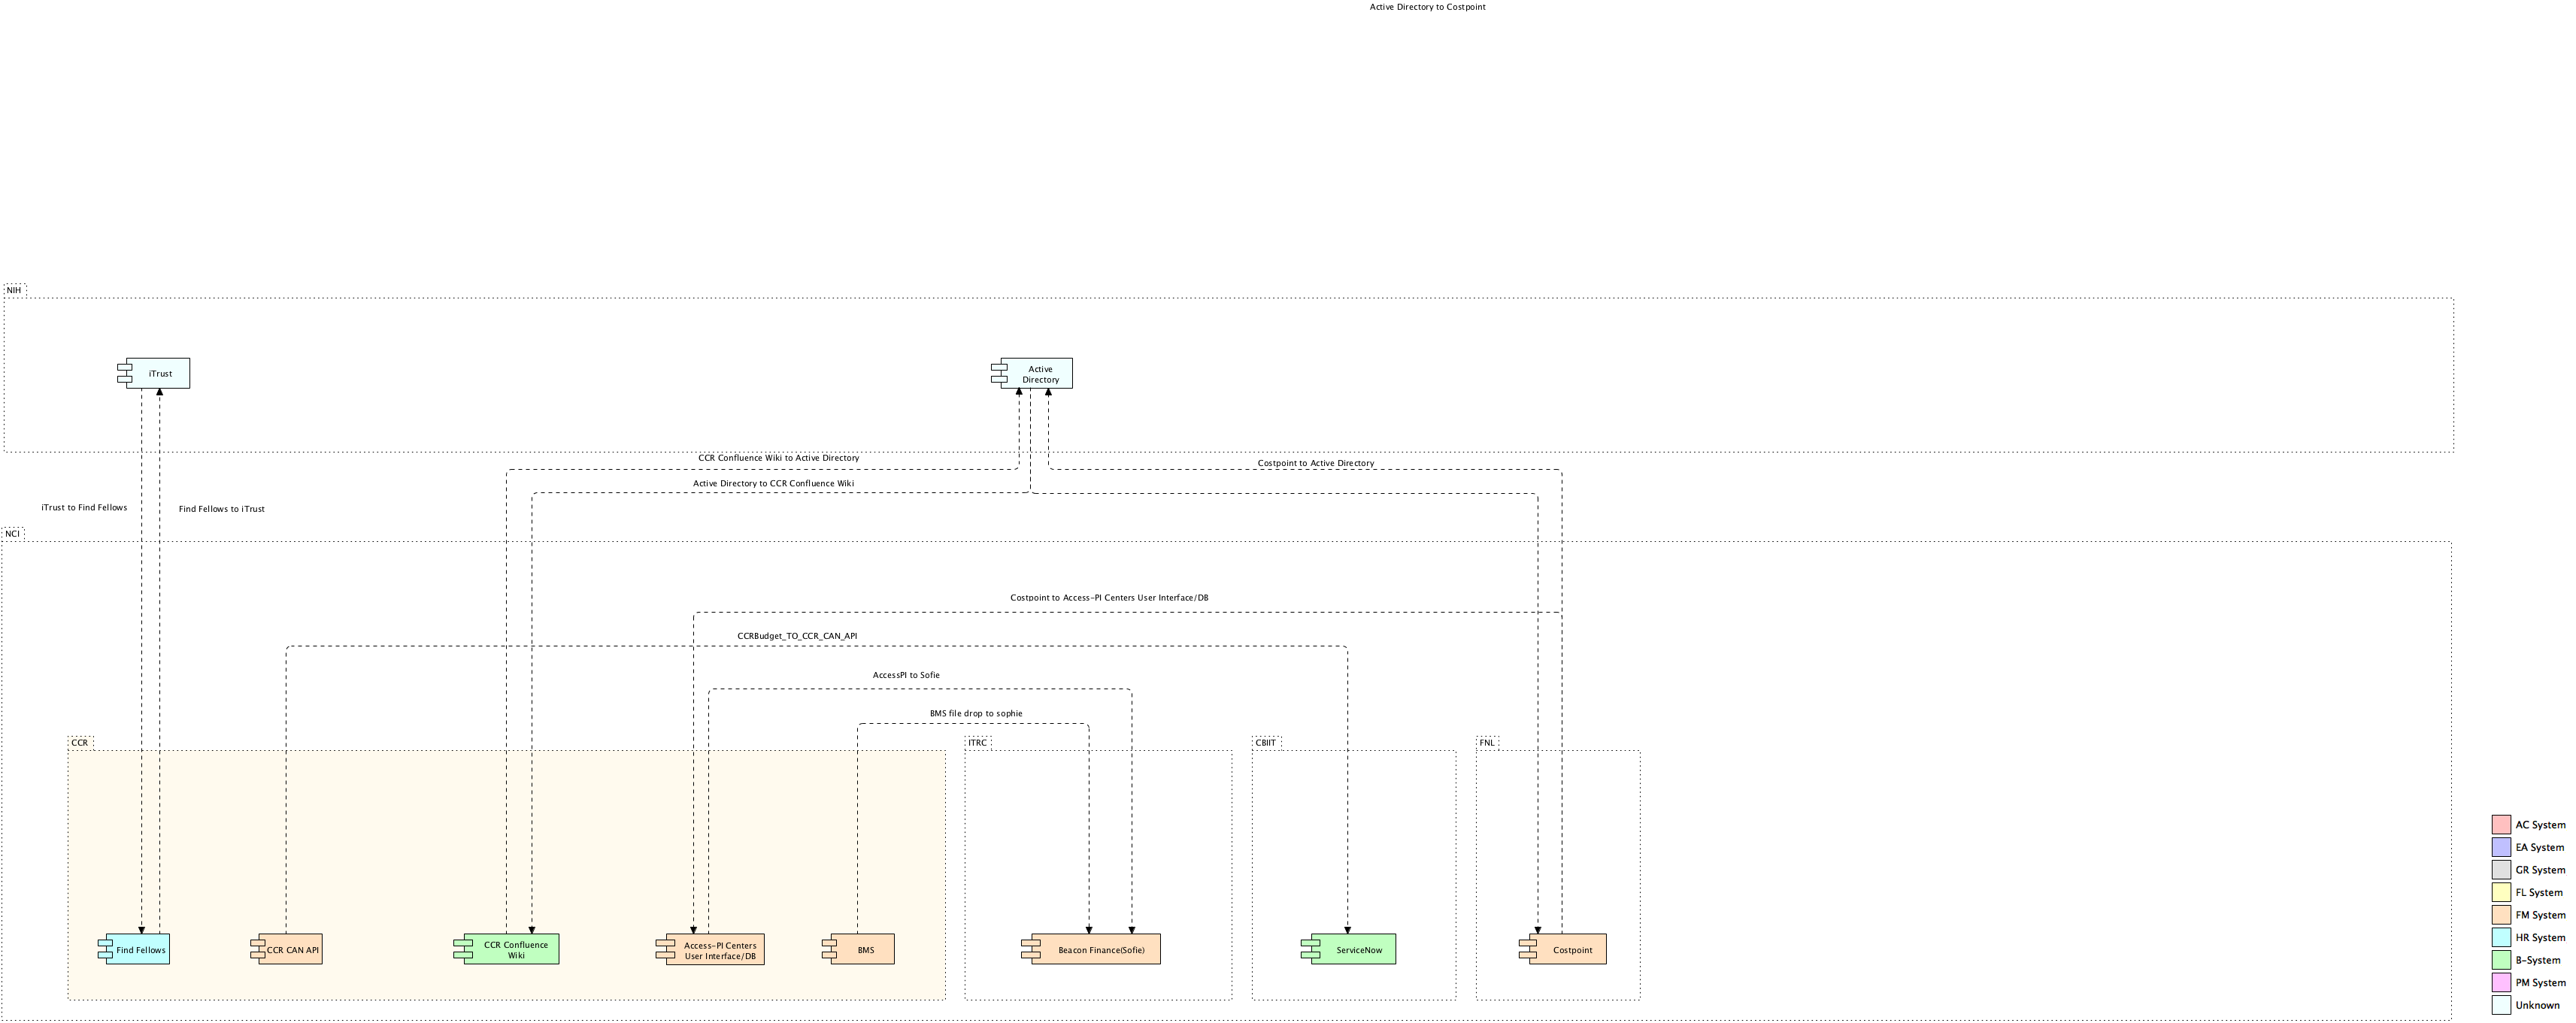 Active Directory to Costpoint
NIH
iTrust
Active
Directory
CCR Confluence Wiki to Active Directory
Costpoint to Active Directory
Active Directory to CCR Confluence Wiki
iTrust to Find Fellows
Find Fellows to iTrust
NCI
Costpoint to Access-PI Centers User Interface/DB
CCRBudget_TO_CCR_CAN_API
AccessPI to Sofie
BMS file drop to sophie
CCR
ITRC
CBIIT
FNL
Find Fellows
CCR CAN API
CCR Confluence
Wiki
Access-PI Centers
User Interface/DB
BMS
Beacon Finance(Sofie)
ServiceNow
Costpoint
AC System
EA System
GR System
FL System
FM System
HR System
B-System
PM System
Unknown